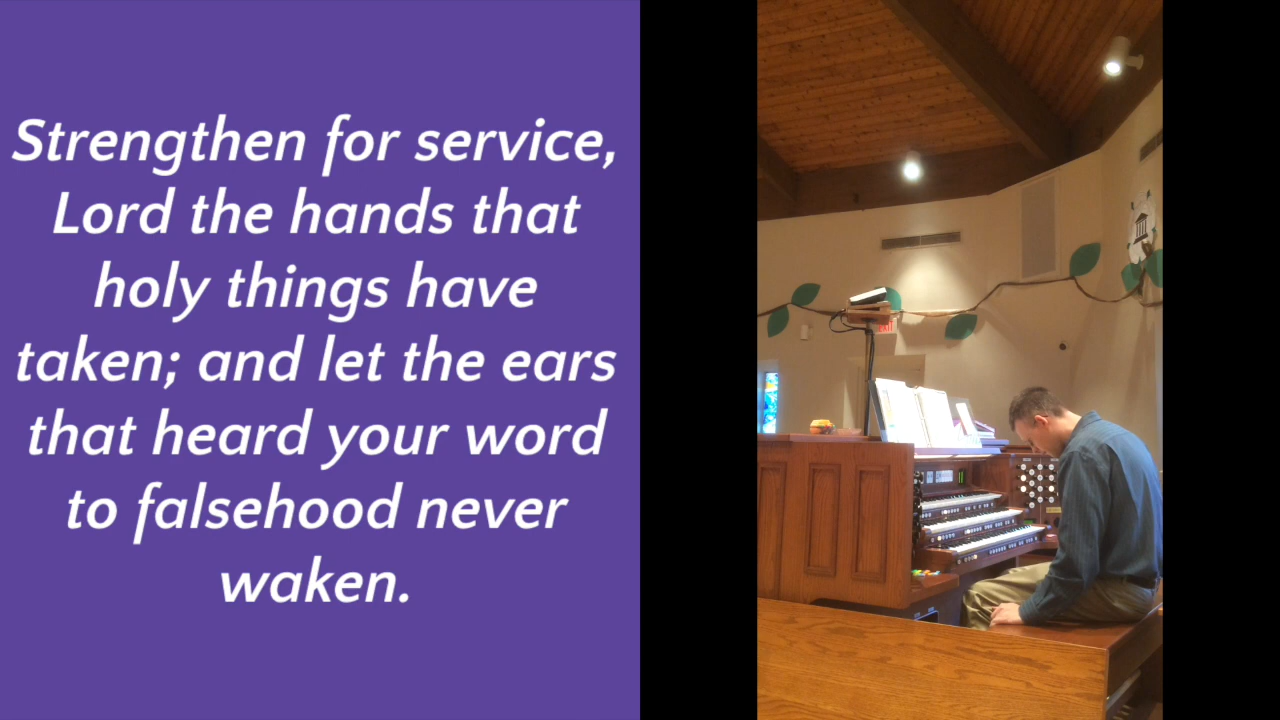 Strengthen for service,
Lord the hands that
holy things have
taken; and let the ears
that heard your word
to falsehood never
waken.
EXIT